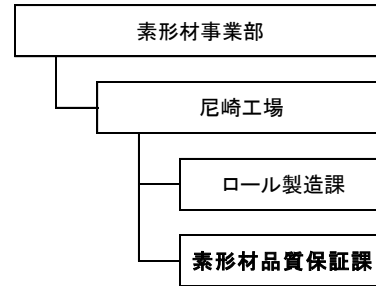 素形材事業部
尼崎工場
ロール製造課
素形材品質保証課